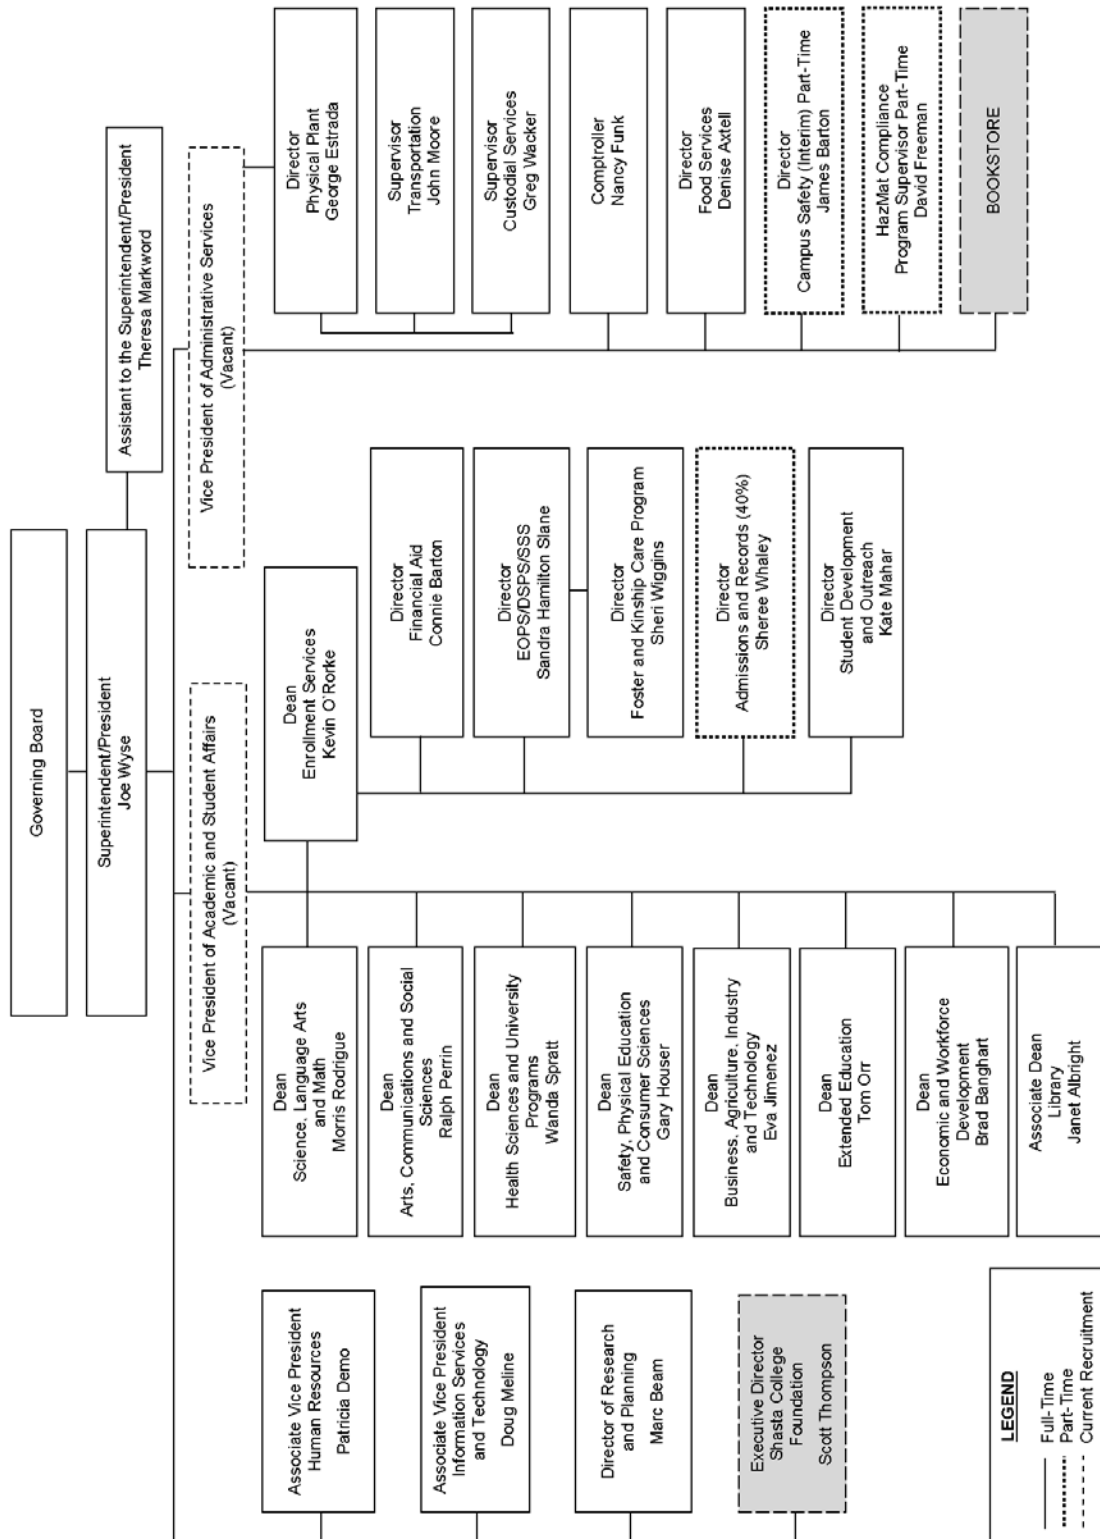 Governing Board
Superintendent/President
Joe Wyse
Assistant to the Superintendent/President
Theresa Markword
Vice President of Academic and Student Affairs
(Vacant)
Vice President of Administrative Services
(Vacant)
Associate Vice President
Human Resources
Patricia Demo
Associate Vice President
Information Services
and Technology
Doug Meline
Director of Research
and Planning
Marc Beam
Executive Director
Shasta College
Foundation
Scott Thompson
Dean
Science, Language Arts
and Math
Morris Rodrigue
Dean
Arts, Communications and Social
Sciences
Ralph Perrin
Dean
Health Sciences and University
Programs
Wanda Spratt
Dean
Safety, Physical Education
and Consumer Sciences
Gary Houser
Dean
Business, Agriculture, Industry
and Technology
Eva Jimenez
Dean
Extended Education
Tom Orr
Dean
Economic and Workforce
Development
Brad Banghart
Associate Dean
Library
Janet Albright
Dean
Enrollment Services
Kevin O'Rorke
Director
Financial Aid
Connie Barton
Director
EOPS/DSPS/SSS
Sandra Hamilton Slane
Director
Foster and Kinship Care Program
Sheri Wiggins
Director
Admissions and Records (40%)
Sheree Whaley
Director
Student Development
and Outreach
Kate Mahar
Director
Physical Plant
George Estrada
Supervisor
Transportation
John Moore
Supervisor
Custodial Services
Greg Wacker
Comptroller
Nancy Funk
Director
Food Services
Denise Axtell
Director
Campus Safety (Interim) Part-Time
James Barton
HazMat Compliance
Program Supervisor Part-Time
David Freeman
BOOKSTORE
LEGEND
Full-Time
Part-Time
Current Recruitment